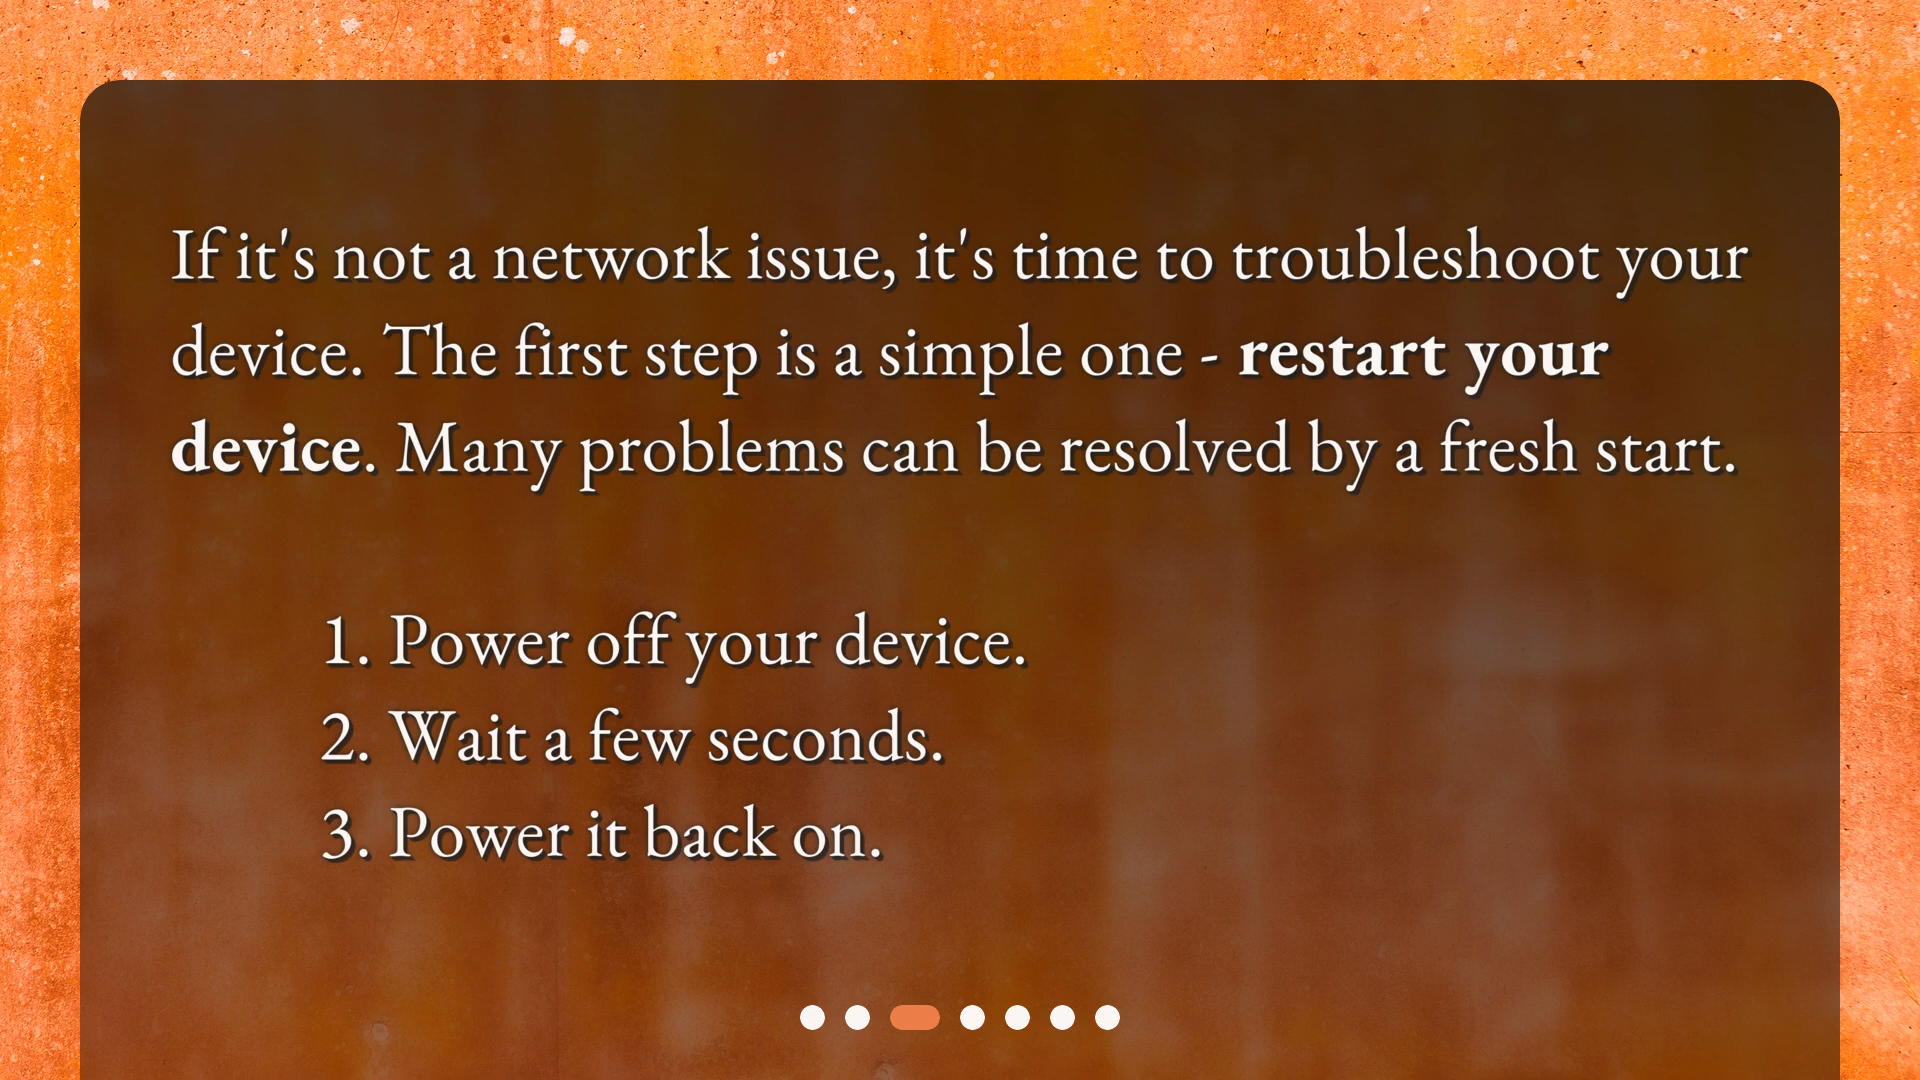 If it's not a network issue, it's time to troubleshoot your
device. The first step is a simple one - restart your
device. Many problems can be resolved by a fresh start.
1. Power off your device.
2. Wait a few seconds.
3. Power it back on.